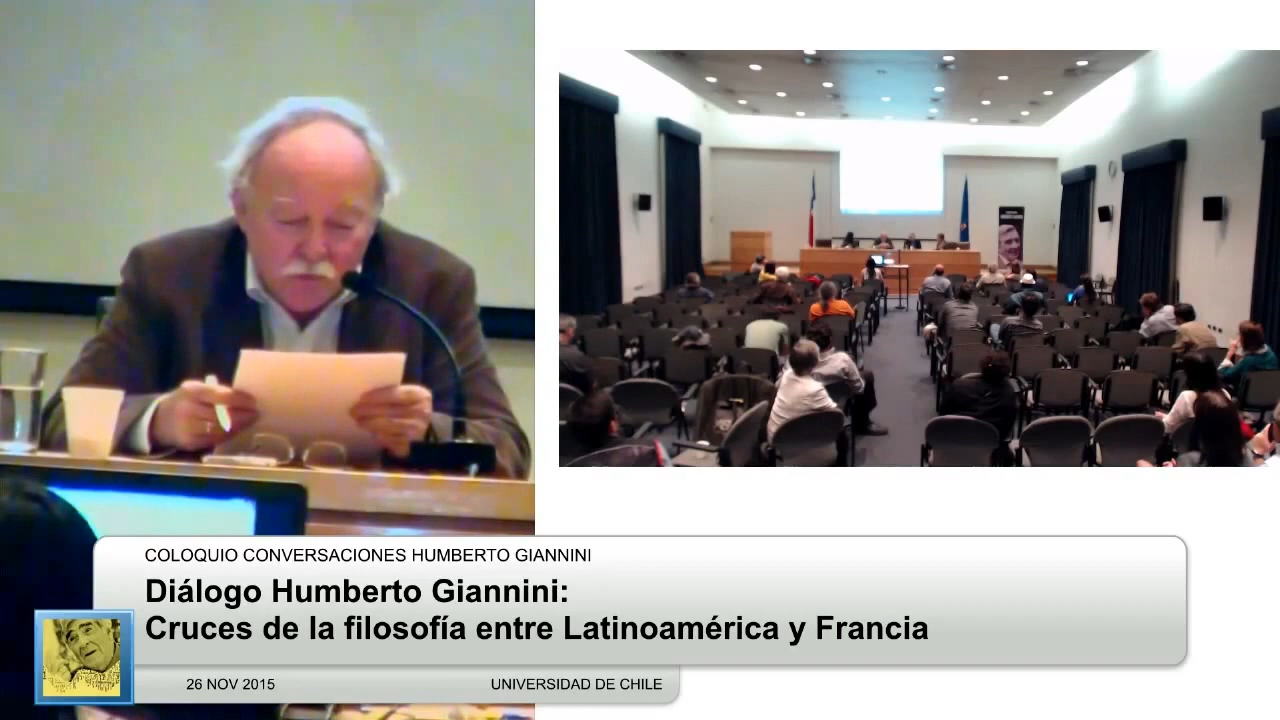 COLOQUIO CONVERSACIONES HUMBERTO GIANNINI
Diálogo Humberto Giannini:
Cruces de la filosofía entre Latinoamérica y Francia
26 NOV 2015
UNIVERSIDAD DE CHILE